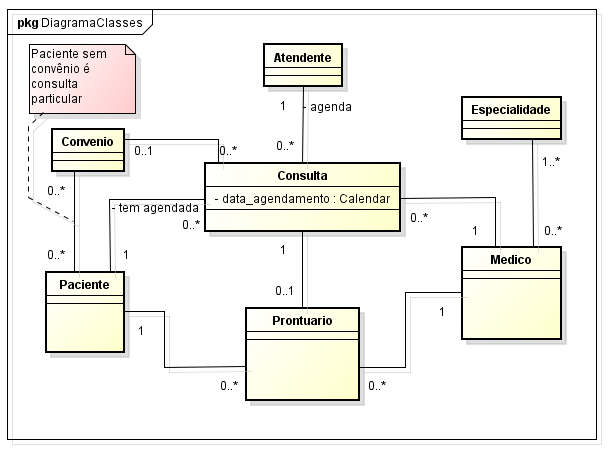 pkg DiagramaClasses
Paciente sem
convênio é
consulta
particular
Atendente
1
- agenda
0..*
Especialidade
1..*
0..*
Convenio
0..1
0..*
0..*
0..*
Consulta
- data_agendamento : Calendar
- tem agendada
0..*
1
0..*
1
1
0..1
Paciente
1
0..*
Prontuario
Medico
1
0..*